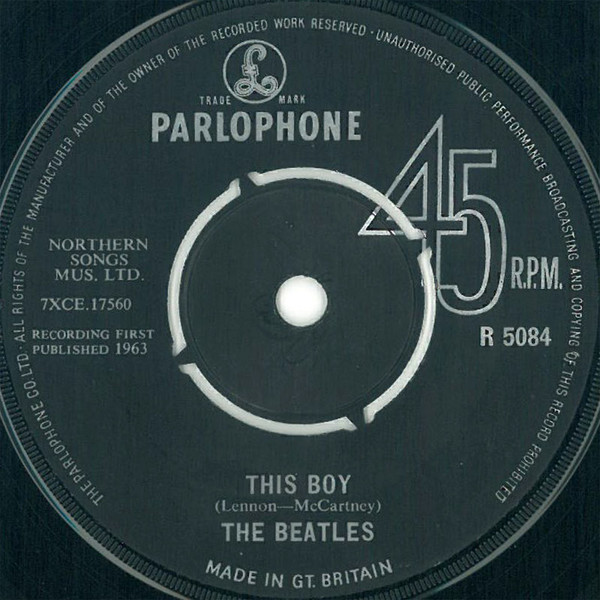 THE PARLOPHONE CO. LTD. · ALL RIGHTS OF THE MANUFACTURER AND OF THE OWNER OF THE RECORDED WORK RESERVED · UNAUTHORISED PUBLIC PERFORMANCE BROADCASTING AND COPYING OF THIS RECORD PROHIBITED
£
TRADE MARK
PARLOPHONE
45 R.P.M.
NORTHERN
SONGS
MUS. LTD.
7XCE.17560
RECORDING FIRST
PUBLISHED 1963
R 5084
THIS BOY
(Lennon—McCartney)
THE BEATLES
MADE IN GT. BRITAIN